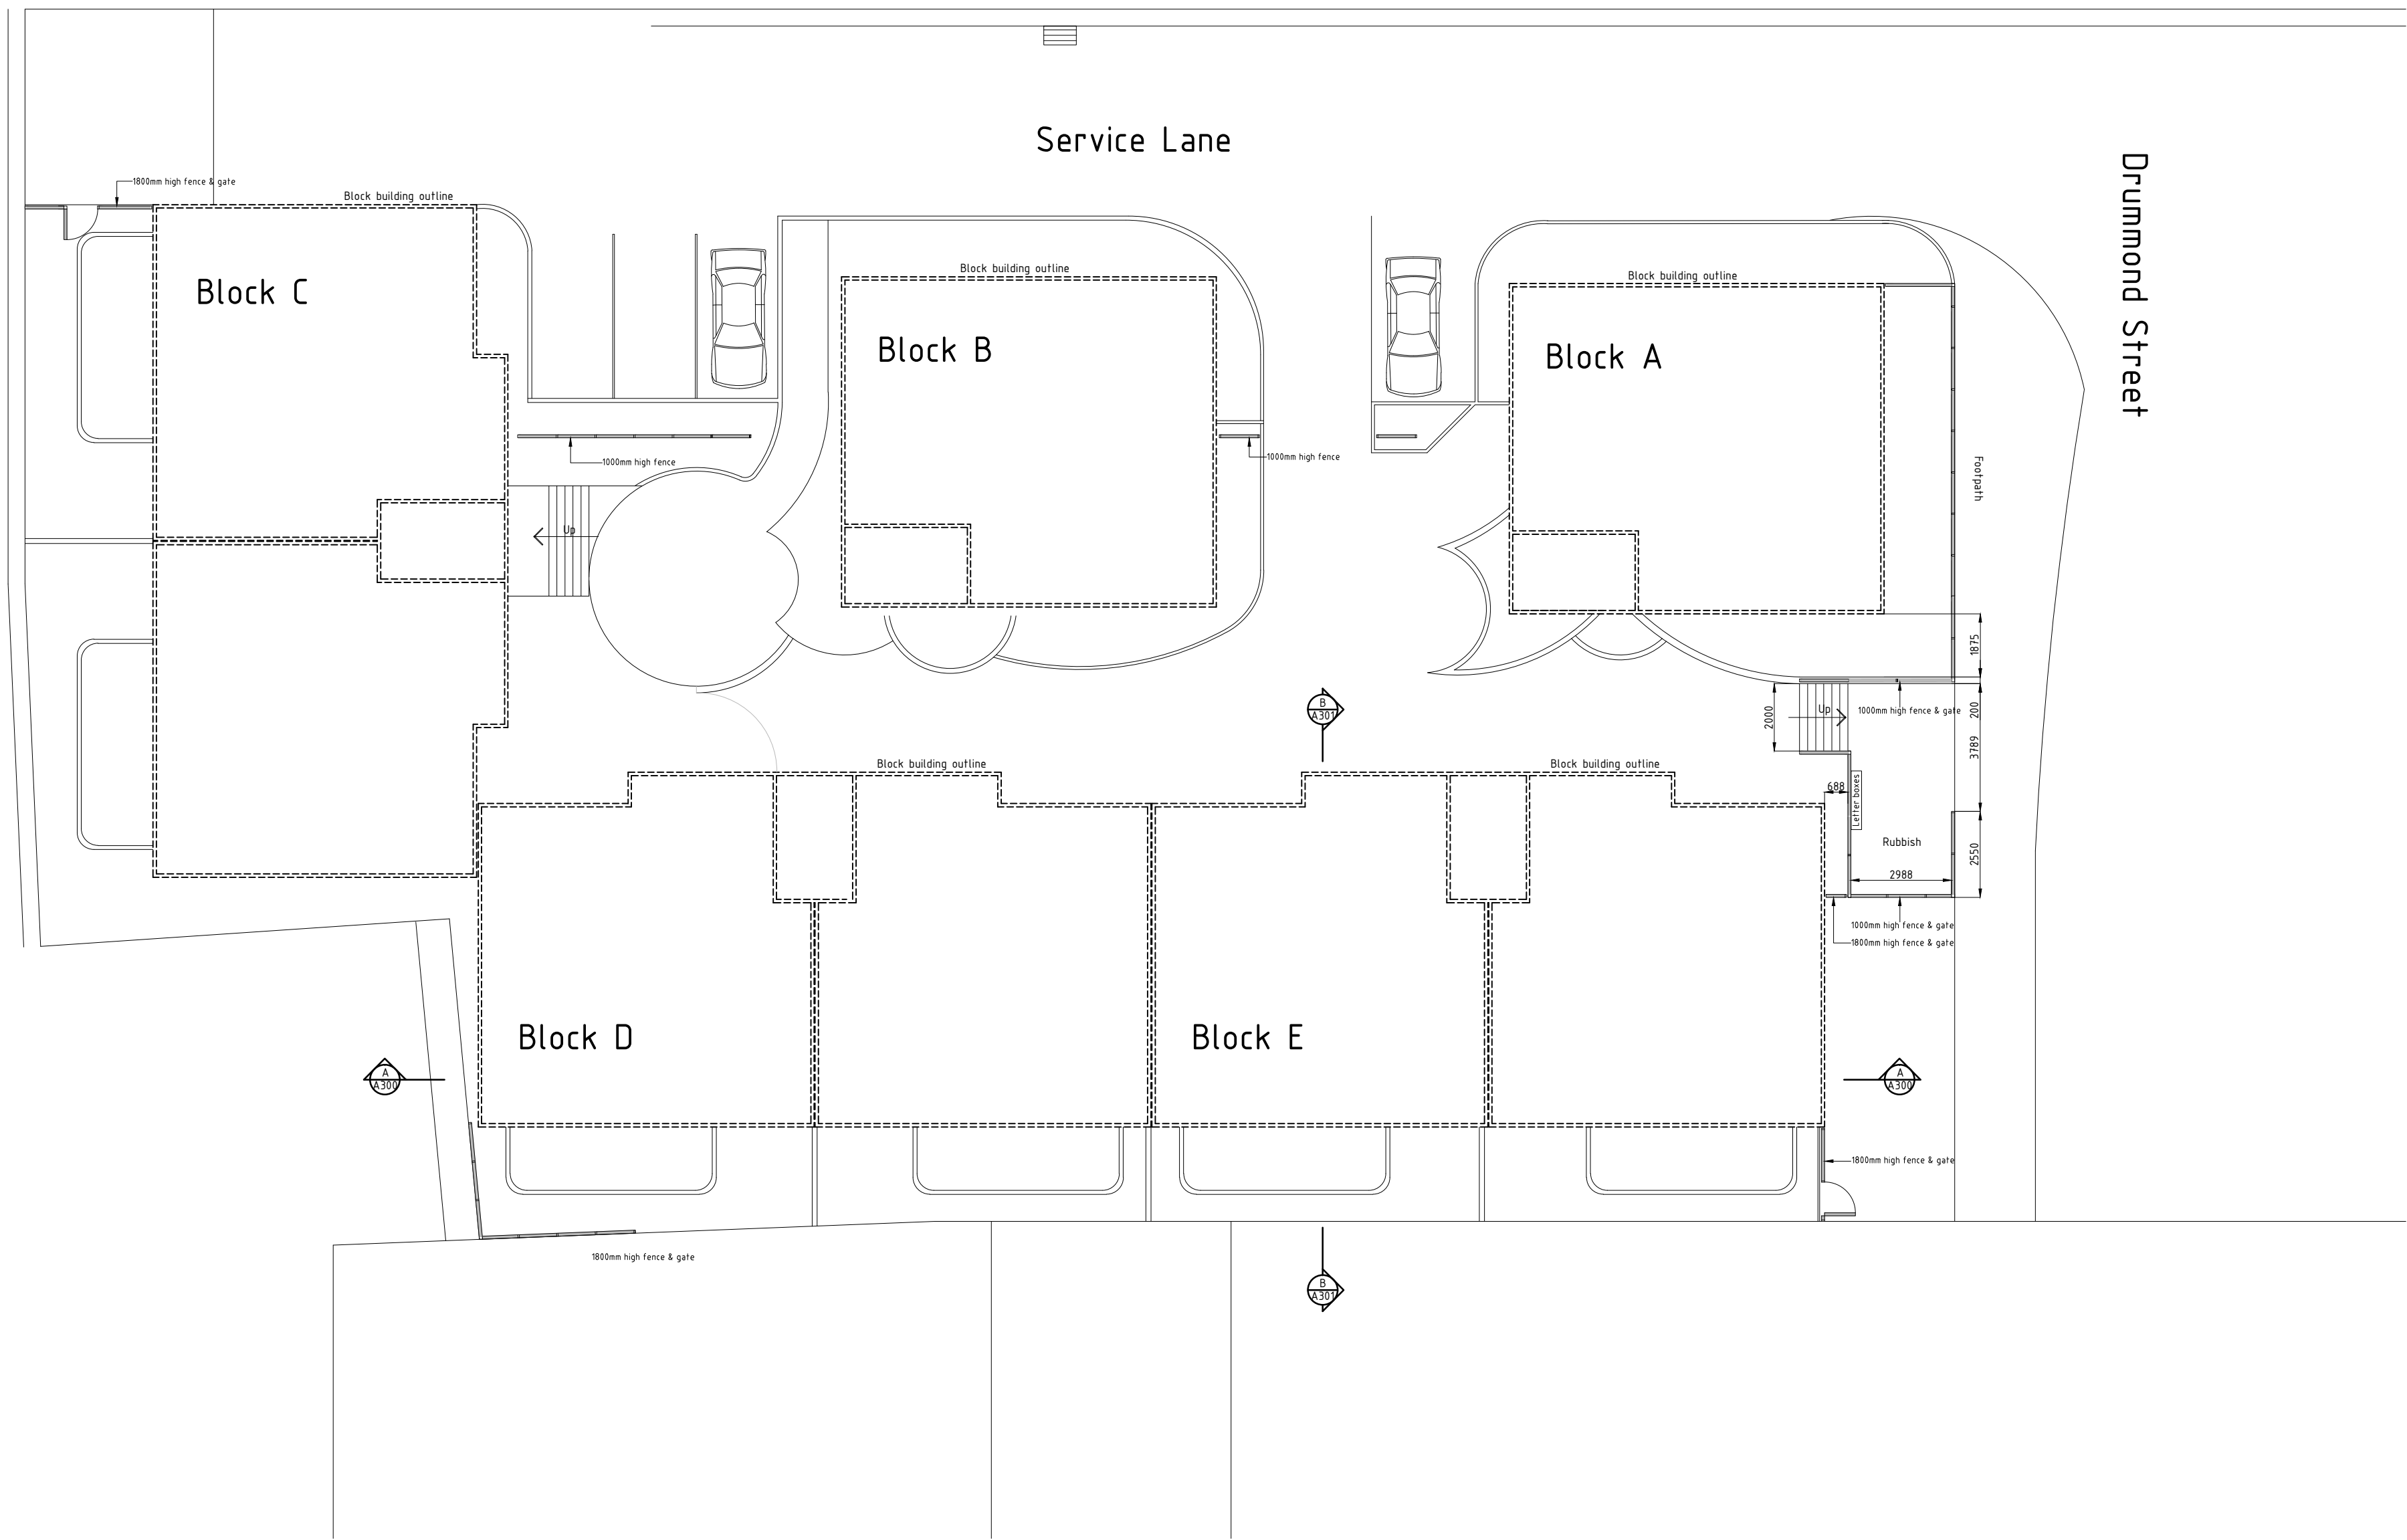 Service Lane
Drummond Street
1800mm high fence & gate
Block building outline
Block C
Block building outline
Block B
Block building outline
Block A
1000mm high fence
1000mm high fence
Footpath
Up
1875
Up
2000
1000mm high fence & gate
200
3789
B
A301
Block building outline
Block building outline
688
Letter boxes
Rubbish
2550
2988
1000mm high fence & gate
1800mm high fence & gate
Block D
Block E
A
A300
A
A300
1800mm high fence & gate
1800mm high fence & gate
B
A301